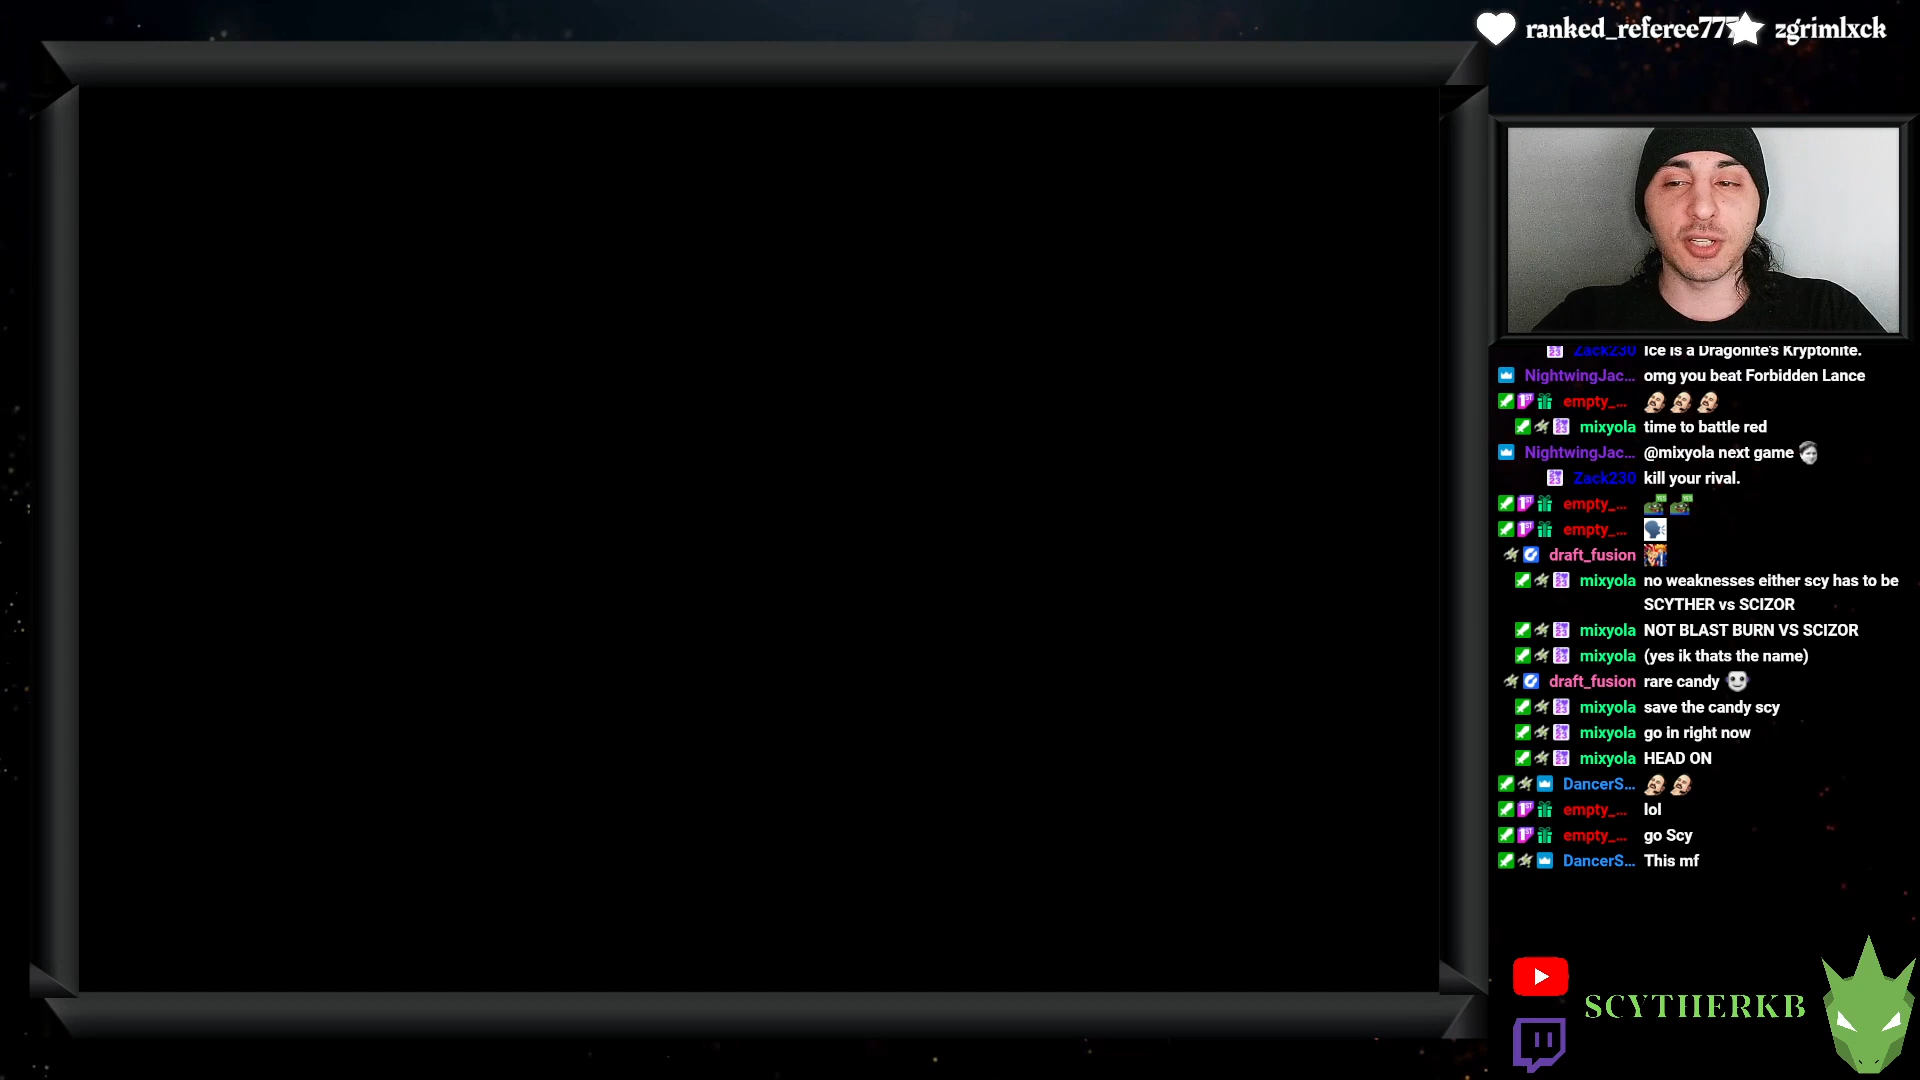 ranked_referee777
zgrimlxck
Zack230 Ice is a Dragonite's Kryptonite.
NightwingJac... omg you beat Forbidden Lance
empty_...
mixyola time to battle red
NightwingJac... @mixyola next game
Zack230 kill your rival.
empty_...
empty_...
draft_fusion
mixyola no weaknesses either scy has to be
SCYTHER vs SCIZOR
mixyola NOT BLAST BURN VS SCIZOR
mixyola (yes ik thats the name)
draft_fusion rare candy
mixyola save the candy scy
mixyola go in right now
mixyola HEAD ON
DancerS...
empty_... lol
empty_... go Scy
DancerS... This mf
SCYTHERKB